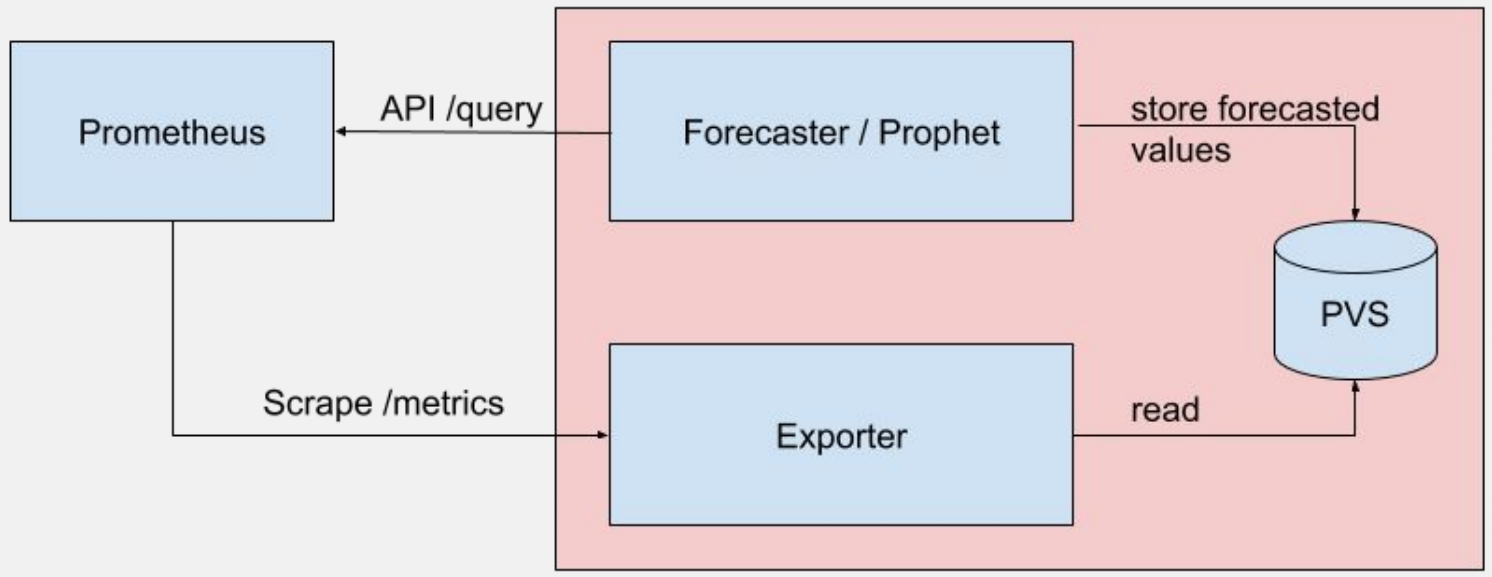 Prometheus
API /query
Forecaster / Prophet
store forecasted
values
PVS
Scrape /metrics
Exporter
read